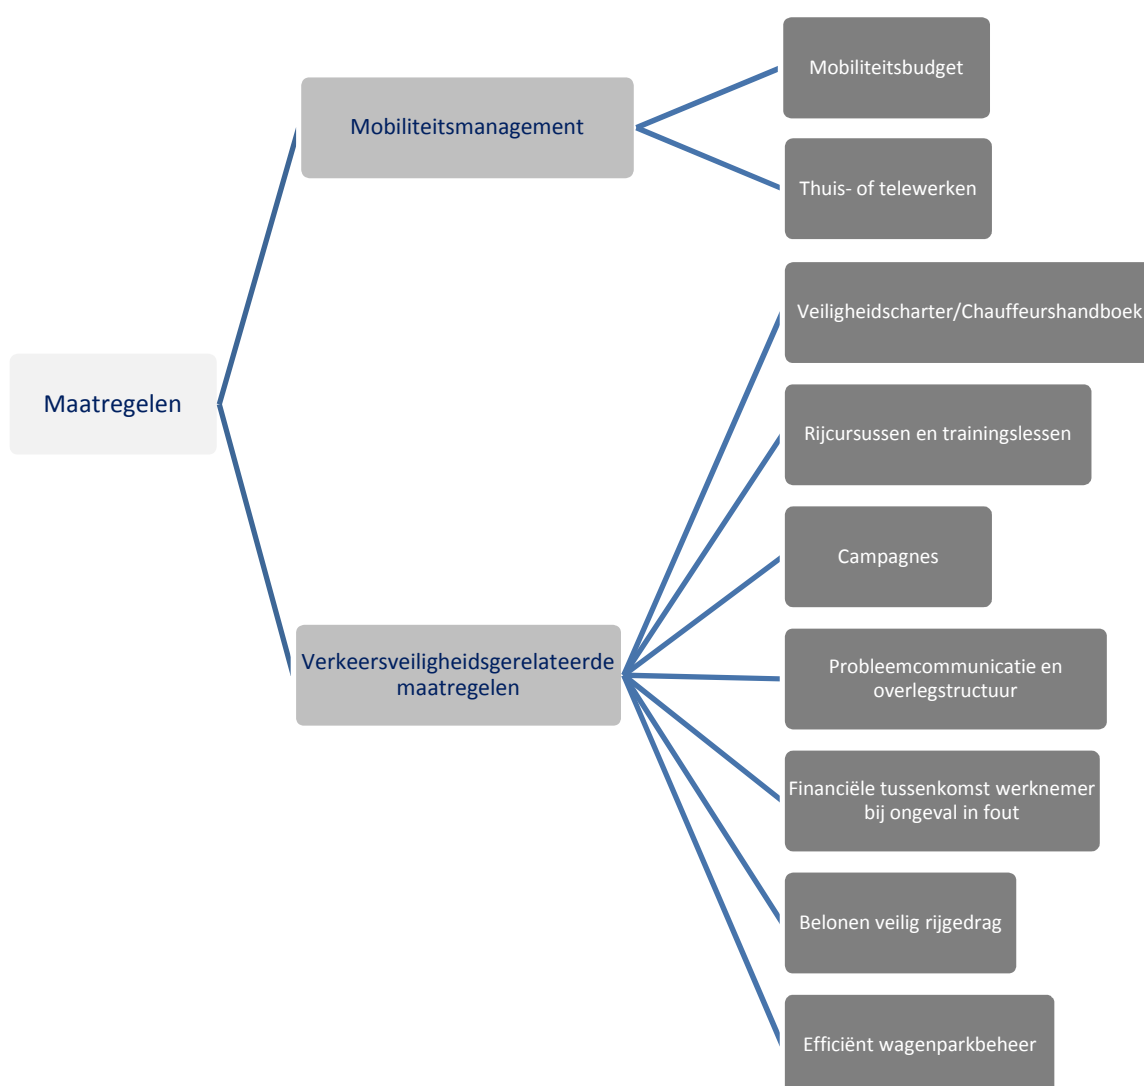 Maatregelen
Mobiliteitsmanagement
Mobiliteitsbudget
Thuis- of telewerken
Verkeersveiligheidsgerelateerde
maatregelen
Veiligheidscharter/Chauffeurshandboek
Rijcursussen en trainingslessen
Campagnes
Probleemcommunicatie en
overlegstructuur
Financiële tussenkomst werknemer
bij ongeval in fout
Belonen veilig rijgedrag
Efficiënt wagenparkbeheer